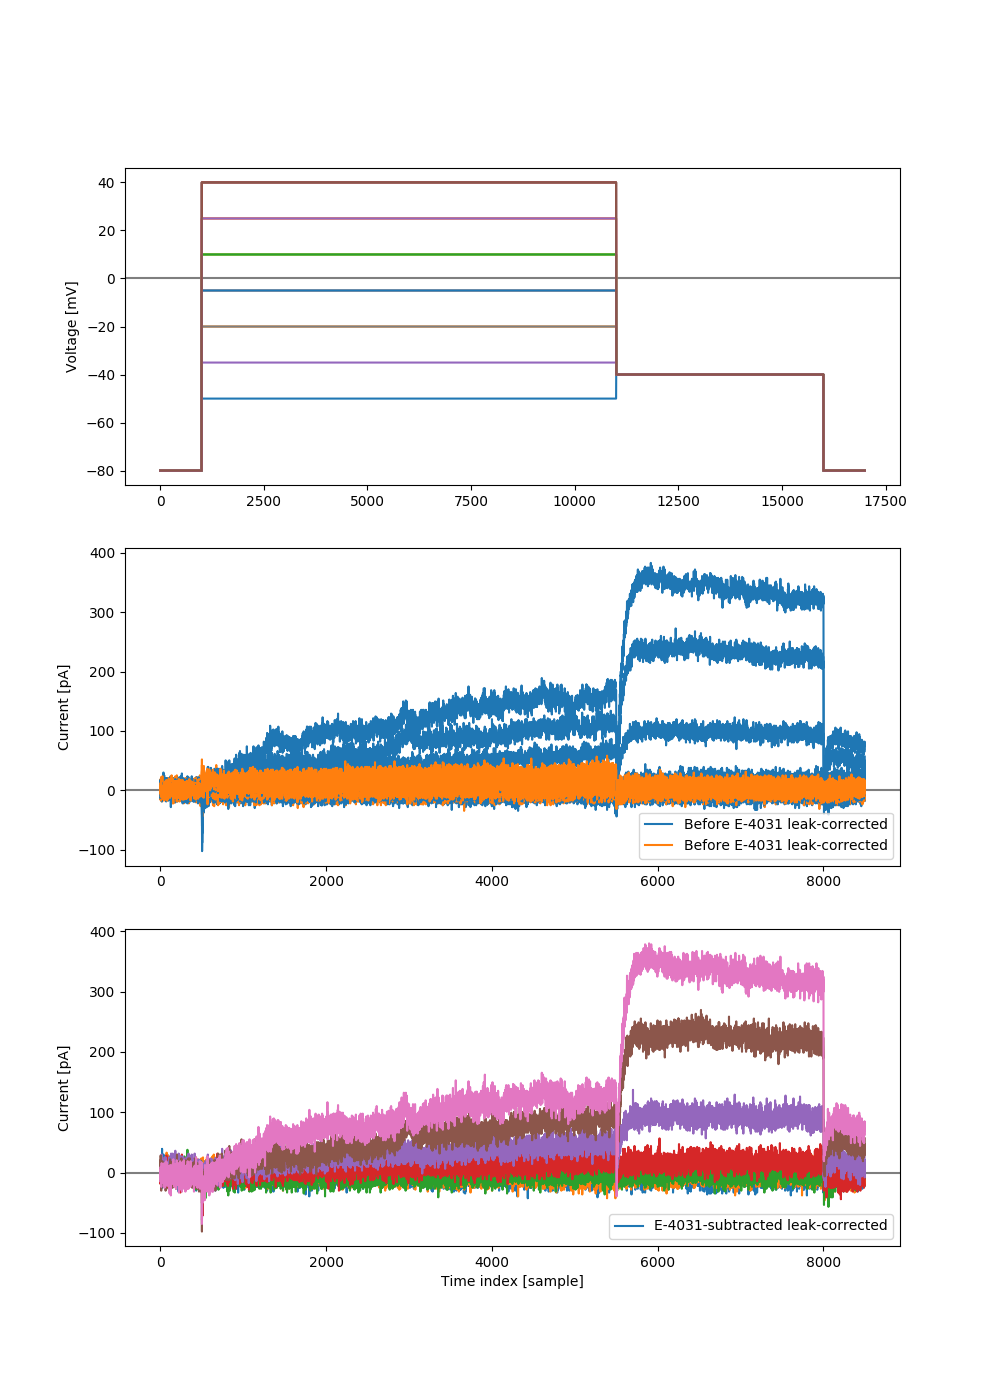 40
20
0
−20
−40
−60
−80
Voltage [mV]
0 2500 5000 7500 10000 12500 15000 17500
400
300
200
100
0
−100
Current [pA]
Before E-4031 leak-corrected
Before E-4031 leak-corrected
0 2000 4000 6000 8000
400
300
200
100
0
−100
Current [pA]
E-4031-subtracted leak-corrected
0 2000 4000 6000 8000
Time index [sample]